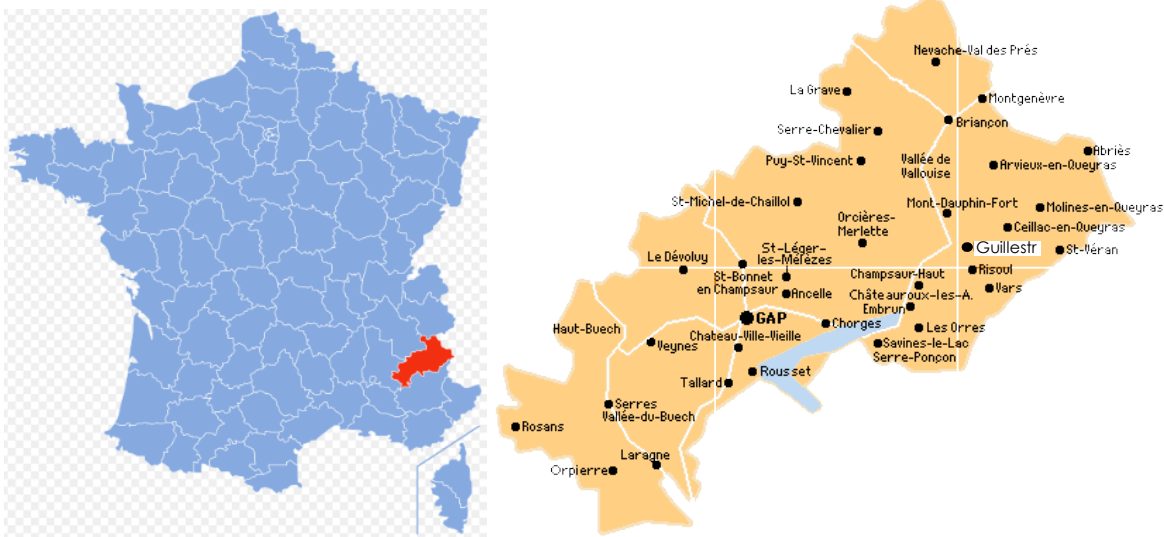 Nevache-Val des Prés
La Grave
Montgenèvre
Serre-Chevalier
Briançon
Abriès
Puy-St-Vincent
Vallée de
Vallouise
Arvieux-en-Queyras
St-Michel-de-Chaillol
Mont-Dauphin-Fort
Molines-en-Queyras
Orcières-
Merlette
Ceillac-en-Queyras
Guillestr
St-Véran
Le Dévoluy
St-Léger-
les-Mélèzes
Risoul
St-Bonnet
en Champsaur
Champsaur-Haut
Vars
Ancelle
Châteauroux-les-A.
Embrun
GAP
Chorges
Haut-Buech
Chateau-Ville-Vieille
Les Orres
Veynes
Savines-le-Lac
Serre-Ponçon
Rousset
Tallard
Serres
Vallée-du-Buech
Rosans
Laragne
Orpierre